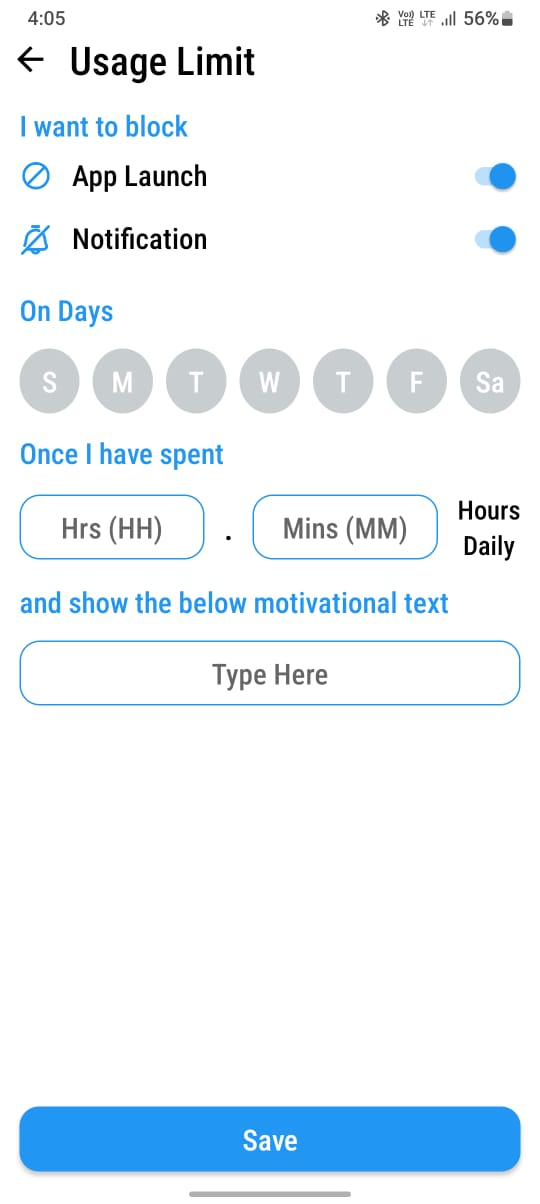 4:05 Vo)) LTE LTE 56%
Usage Limit
I want to block
App Launch
Notification
On Days
S M T W T F Sa
Once I have spent
Hrs (HH) . Mins (MM) Hours
Daily
and show the below motivational text
Type Here
Save